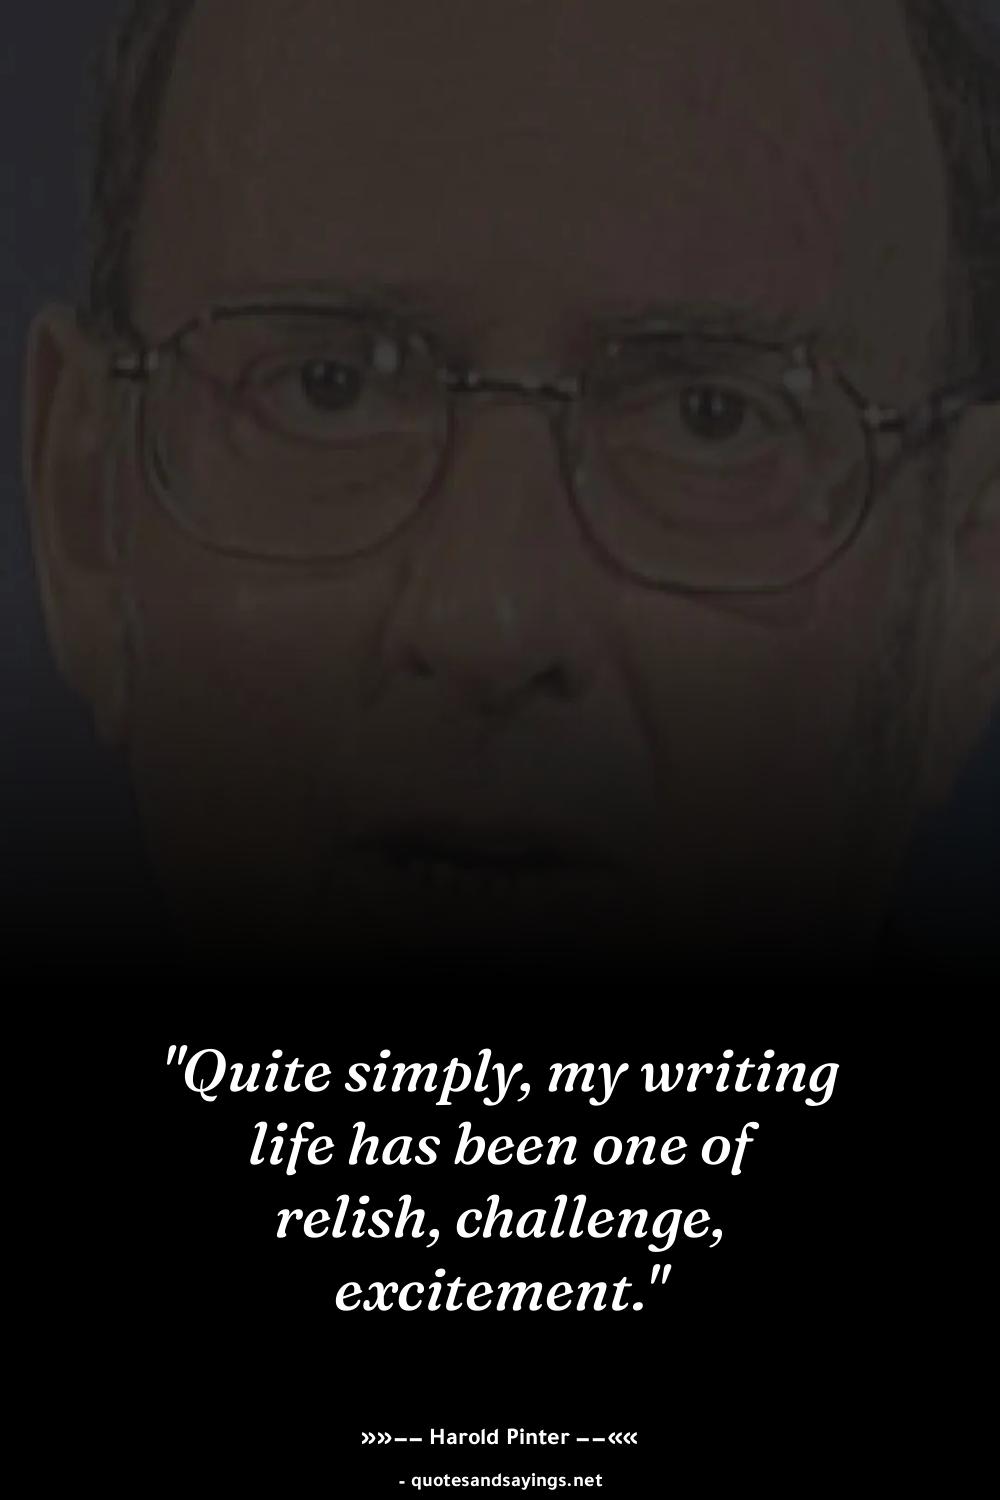 "Quite simply, my writing
life has been one of
relish, challenge,
excitement."
»»—— Harold Pinter ——««
- quotesandsayings.net